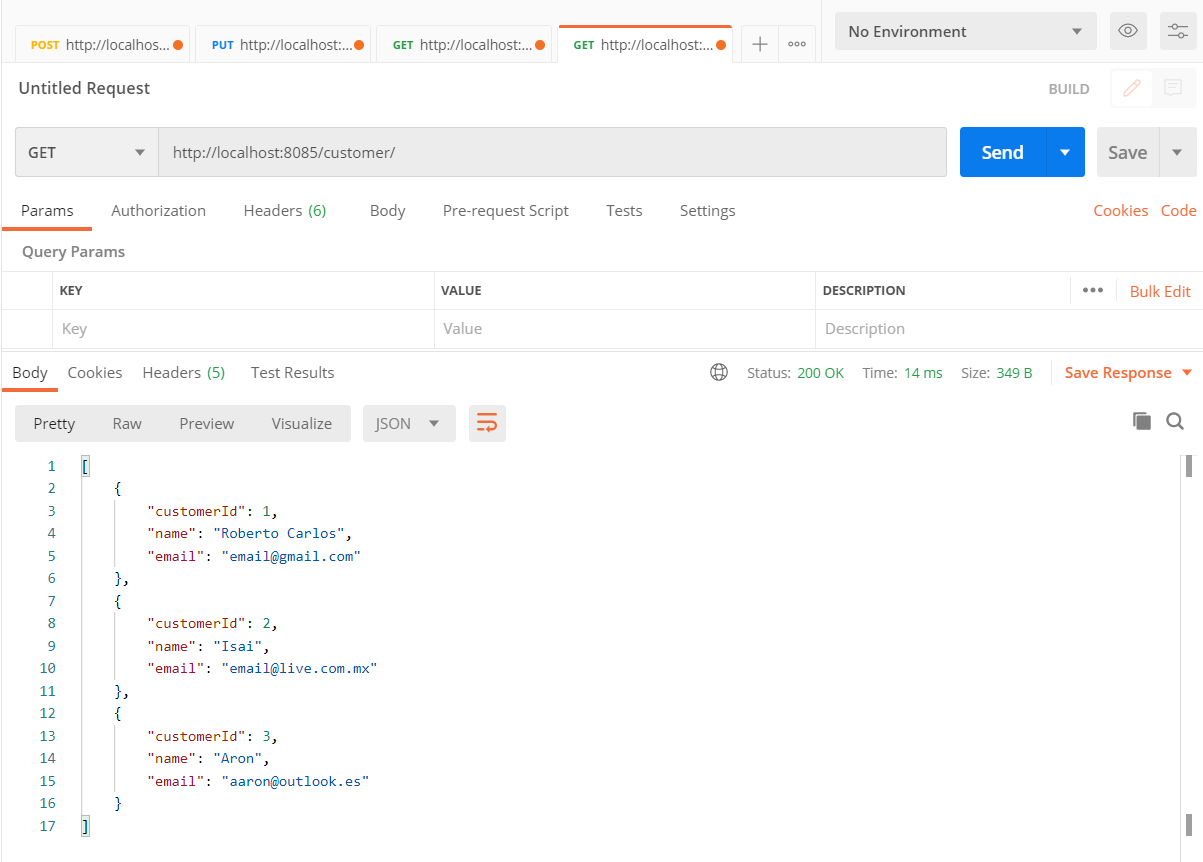 POST http://localhos... PUT http://localhost:... GET http://localhost:... GET http://localhost:... No Environment
Untitled Request BUILD
GET http://localhost:8085/customer/ Send Save
Params Authorization Headers (6) Body Pre-request Script Tests Settings Cookies Code
Query Params
KEY VALUE DESCRIPTION Bulk Edit
Key Value Description
Body Cookies Headers (5) Test Results Status: 200 OK Time: 14 ms Size: 349 B Save Response
Pretty Raw Preview Visualize JSON
1 [
2 {
3 "customerId": 1,
4 "name": "Roberto Carlos",
5 "email": "email@gmail.com"
6 },
7 {
8 "customerId": 2,
9 "name": "Isai",
10 "email": "email@live.com.mx"
11 },
12 {
13 "customerId": 3,
14 "name": "Aron",
15 "email": "aaron@outlook.es"
16 }
17 ]